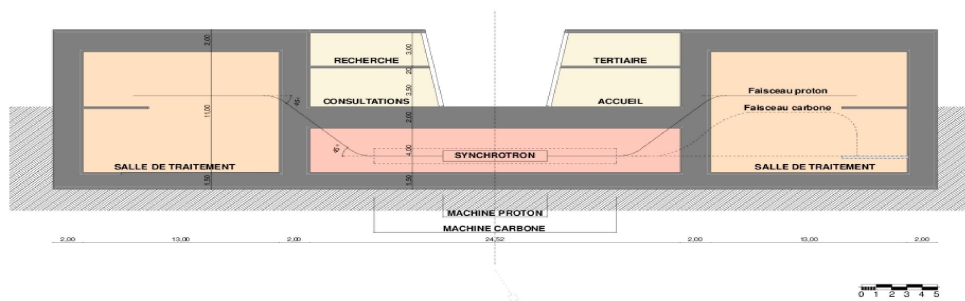 2,00
3,00
RECHERCHE
TERTIAIRE
20
Faisceau proton
3,50
CONSULTATIONS
ACCUEIL
Faisceau carbone
11,00
2,00
45°
45°
4,00
SYNCHROTRON
SALLE DE TRAITEMENT
SALLE DE TRAITEMENT
1,50
1,50
MACHINE PROTON
MACHINE CARBONE
2,00 13,00 2,00 24,52 2,00 13,00 2,00
0 1 2 3 4 5